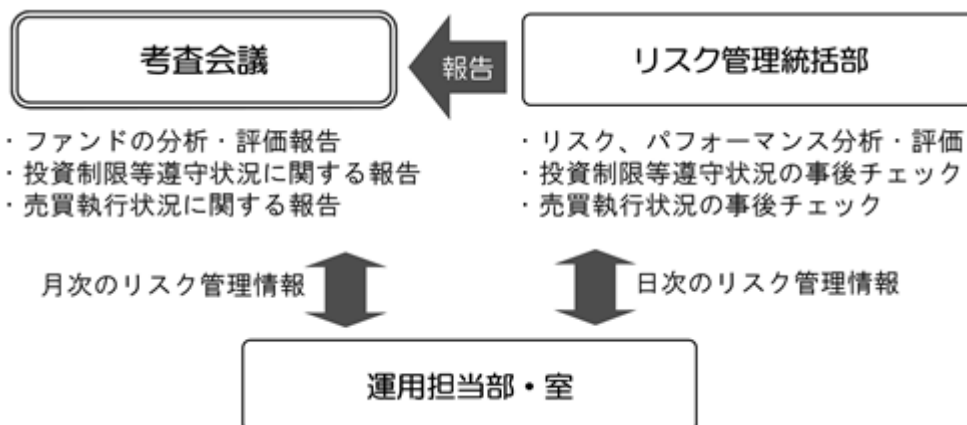 考査会議
報告
リスク管理統括部
・ファンドの分析・評価報告
・投資制限等遵守状況に関する報告
・売買執行状況に関する報告
・リスク、パフォーマンス分析・評価
・投資制限等遵守状況の事後チェック
・売買執行状況の事後チェック
月次のリスク管理情報
日次のリスク管理情報
運用担当部・室